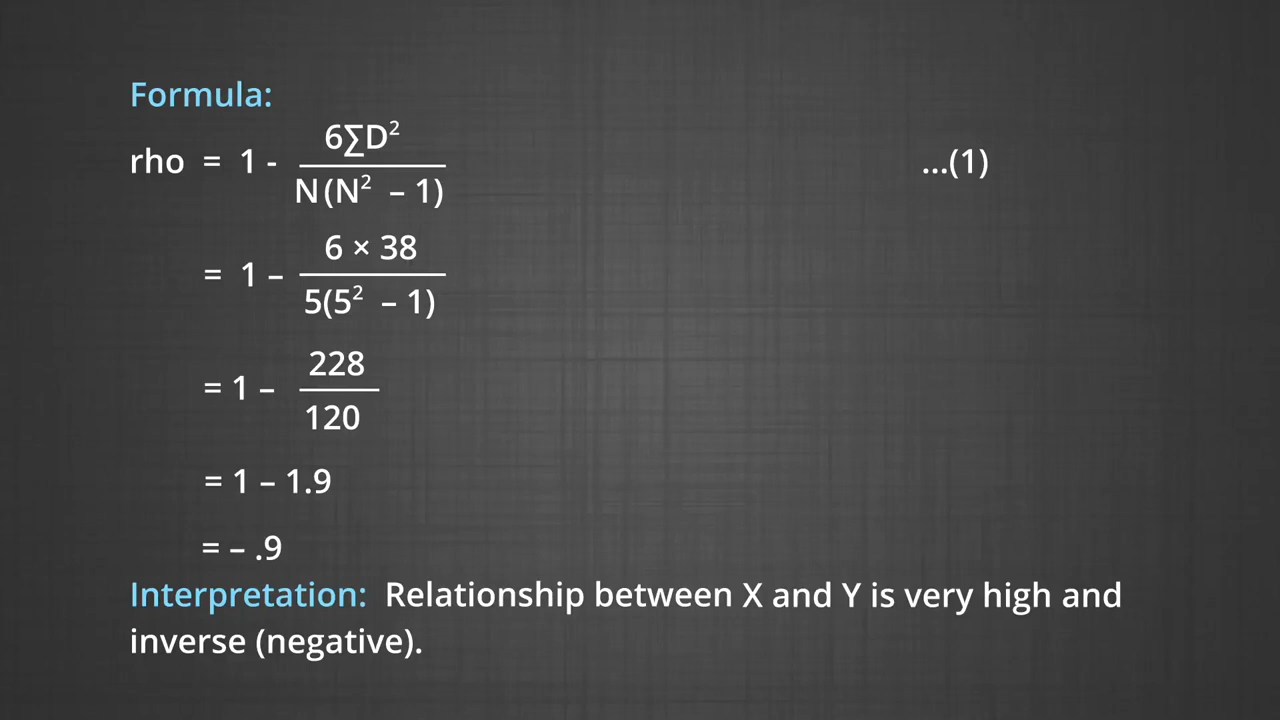 Formula:
rho = 1 - 6∑D² / N(N² – 1) ...(1)
= 1 – 6 × 38 / 5(5² – 1)
= 1 – 228 / 120
= 1 – 1.9
= – .9
Interpretation: Relationship between X and Y is very high and
inverse (negative).